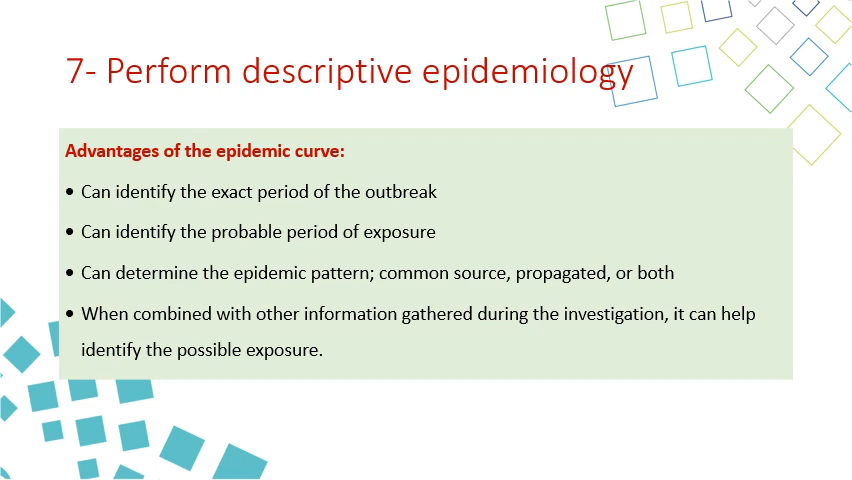 7- Perform descriptive epidemiology
Advantages of the epidemic curve:
• Can identify the exact period of the outbreak
• Can identify the probable period of exposure
• Can determine the epidemic pattern; common source, propagated, or both
• When combined with other information gathered during the investigation, it can help
identify the possible exposure.